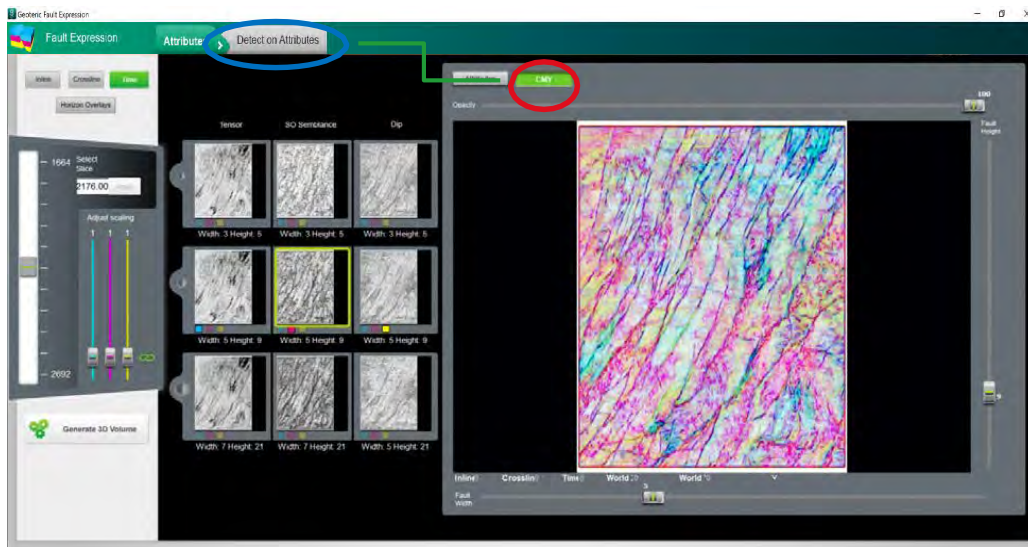 Geoteric Fault Expression
Fault Expression
Attributes
Detect on Attributes
Inline
Crossline
Time
Horizon Overlays
CMY
Opacity
100
Fault
Height
Tensor
SO Semblance
Dip
1664
Select
Slice
2176.00
Adjust scaling
1 1 1
Width: 3 Height: 5
Width: 3 Height: 5
Width: 3 Height: 5
Width: 5 Height: 9
Width: 5 Height: 9
Width: 5 Height: 9
2692
9
Generate 3D Volume
Width: 7 Height: 21
Width: 7 Height: 21
Width: 5 Height: 21
Inline
Crossline
Time
World
World
Fault
Width
5